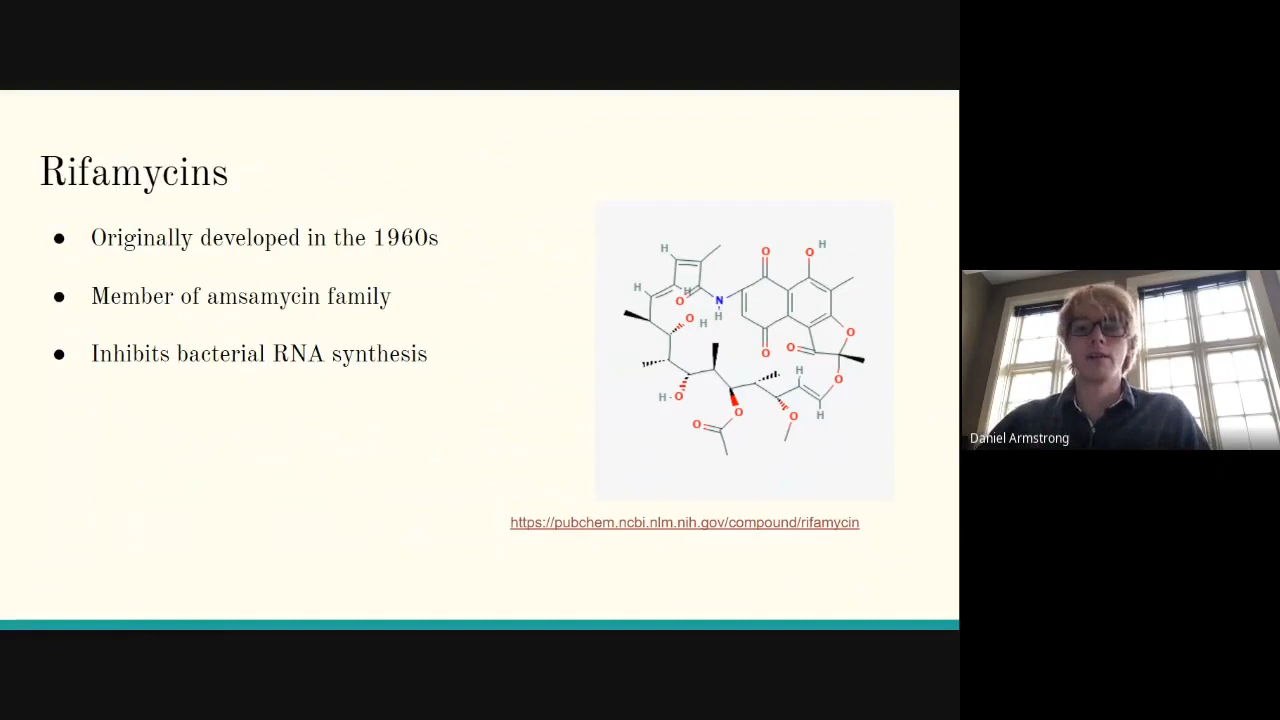 Rifamycins
● Originally developed in the 1960s
● Member of amsamycin family
● Inhibits bacterial RNA synthesis
H
H
H
O
O
H
N
H
O
O
H
O
O
O
O
H
H
H-O
O
O
O
https://pubchem.ncbi.nlm.nih.gov/compound/rifamycin
Daniel Armstrong